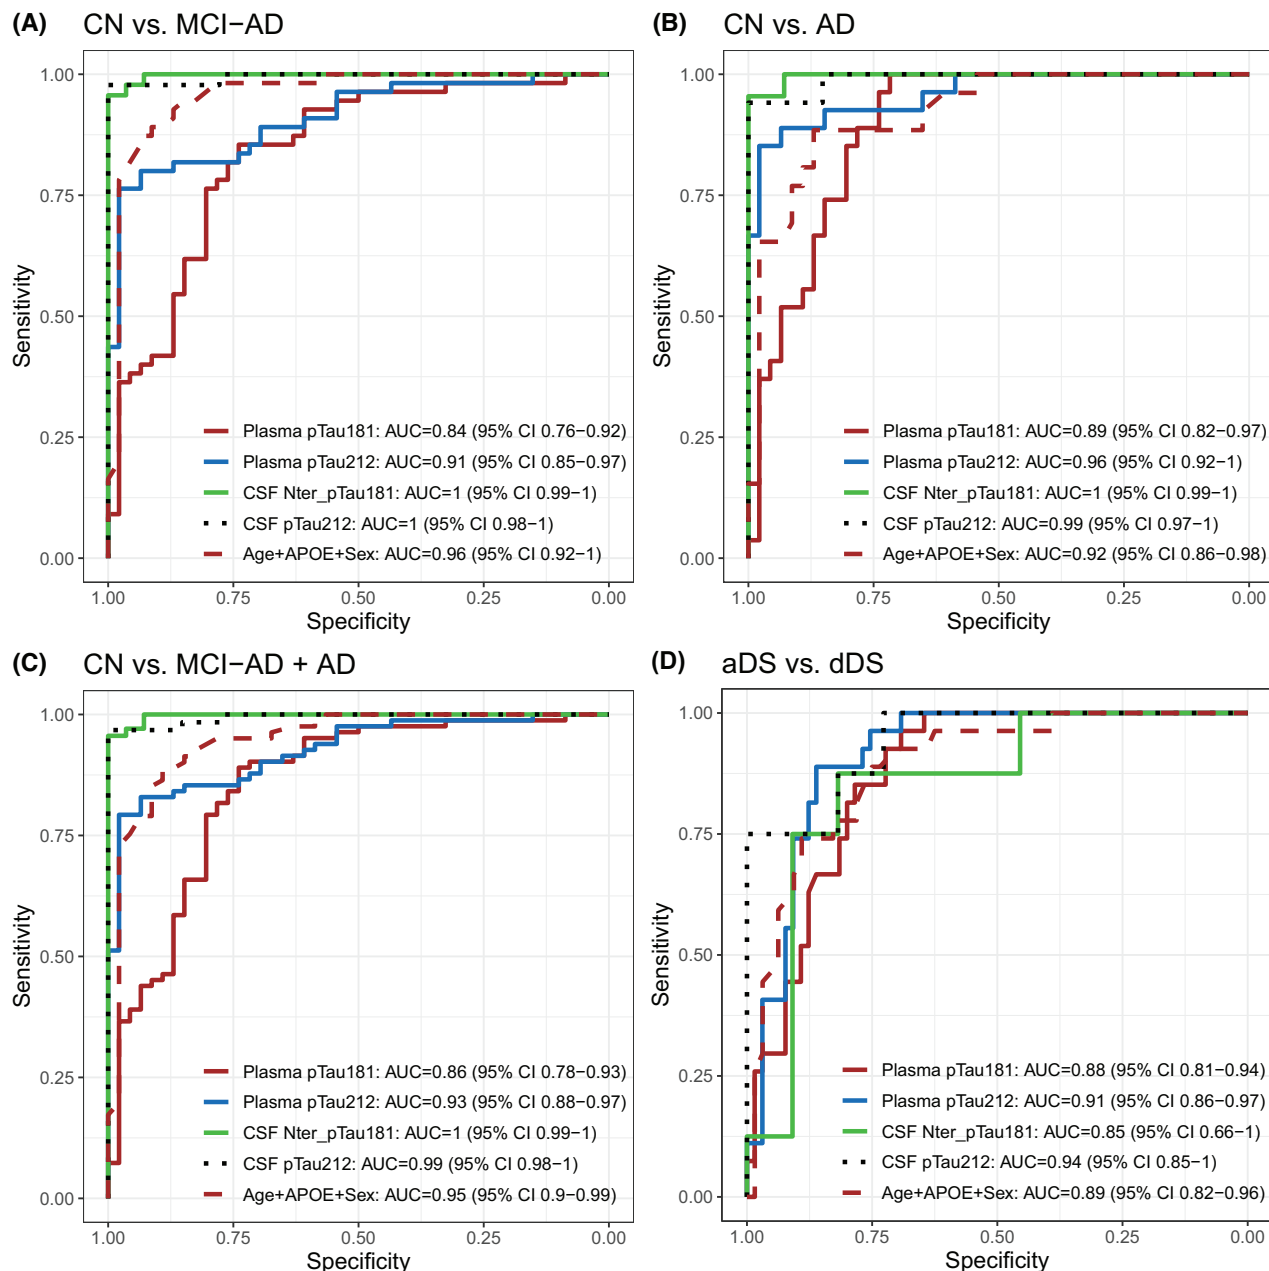 (A) CN vs. MCI−AD
1.00
0.75
0.50
0.25
0.00
Sensitivity
Plasma pTau181: AUC=0.84 (95% CI 0.76−0.92)
Plasma pTau212: AUC=0.91 (95% CI 0.85−0.97)
CSF Nter_pTau181: AUC=1 (95% CI 0.99−1)
CSF pTau212: AUC=1 (95% CI 0.98−1)
Age+APOE+Sex: AUC=0.96 (95% CI 0.92−1)
1.00 0.75 0.50 0.25 0.00
Specificity
(B) CN vs. AD
1.00
0.75
0.50
0.25
0.00
Sensitivity
Plasma pTau181: AUC=0.89 (95% CI 0.82−0.97)
Plasma pTau212: AUC=0.96 (95% CI 0.92−1)
CSF Nter_pTau181: AUC=1 (95% CI 0.99−1)
CSF pTau212: AUC=0.99 (95% CI 0.97−1)
Age+APOE+Sex: AUC=0.92 (95% CI 0.86−0.98)
1.00 0.75 0.50 0.25 0.00
Specificity
(C) CN vs. MCI−AD + AD
1.00
0.75
0.50
0.25
0.00
Sensitivity
Plasma pTau181: AUC=0.86 (95% CI 0.78−0.93)
Plasma pTau212: AUC=0.93 (95% CI 0.88−0.97)
CSF Nter_pTau181: AUC=1 (95% CI 0.99−1)
CSF pTau212: AUC=0.99 (95% CI 0.98−1)
Age+APOE+Sex: AUC=0.95 (95% CI 0.9−0.99)
1.00 0.75 0.50 0.25 0.00
Specificity
(D) aDS vs. dDS
1.00
0.75
0.50
0.25
0.00
Sensitivity
Plasma pTau181: AUC=0.88 (95% CI 0.81−0.94)
Plasma pTau212: AUC=0.91 (95% CI 0.86−0.97)
CSF Nter_pTau181: AUC=0.85 (95% CI 0.66−1)
CSF pTau212: AUC=0.94 (95% CI 0.85−1)
Age+APOE+Sex: AUC=0.89 (95% CI 0.82−0.96)
1.00 0.75 0.50 0.25 0.00
Specificity